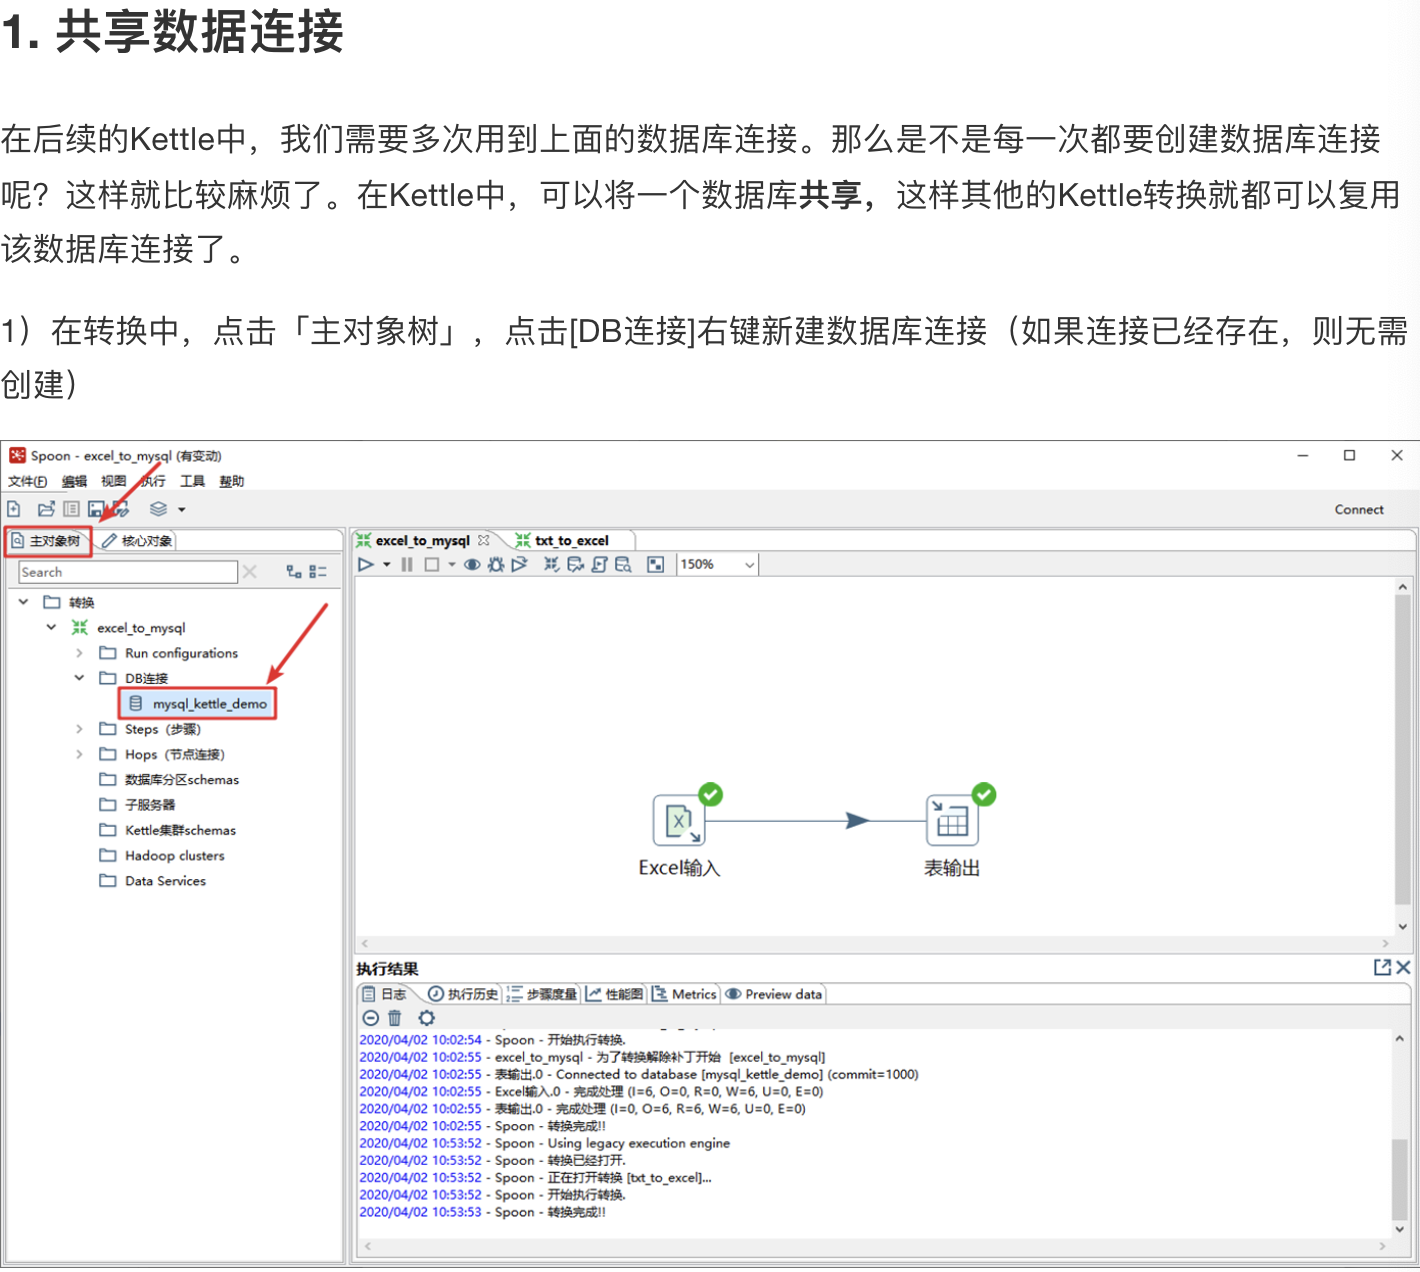 1. 共享数据连接
在后续的Kettle中，我们需要多次用到上面的数据库连接。那么是不是每一次都要创建数据库连接
呢？这样就比较麻烦了。在Kettle中，可以将一个数据库共享，这样其他的Kettle转换就都可以复用
该数据库连接了。
1）在转换中，点击「主对象树」，点击[DB连接]右键新建数据库连接（如果连接已经存在，则无需
创建）
Spoon - excel_to_mysql (有变动)
文件(F) 编辑 视图 执行 工具 帮助
Connect
主对象树 核心对象
Search
转换
excel_to_mysql
Run configurations
DB连接
mysql_kettle_demo
Steps（步骤）
Hops（节点连接）
数据库分区schemas
子服务器
Kettle集群schemas
Hadoop clusters
Data Services
excel_to_mysql txt_to_excel
150%
Excel输入 表输出
执行结果
日志 执行历史 步骤度量 性能图 Metrics Preview data
2020/04/02 10:02:54 - Spoon - 开始执行转换.
2020/04/02 10:02:55 - excel_to_mysql - 为了转换解除补丁开始 [excel_to_mysql]
2020/04/02 10:02:55 - 表输出.0 - Connected to database [mysql_kettle_demo] (commit=1000)
2020/04/02 10:02:55 - Excel输入.0 - 完成处理 (I=6, O=0, R=0, W=6, U=0, E=0)
2020/04/02 10:02:55 - 表输出.0 - 完成处理 (I=0, O=6, R=6, W=6, U=0, E=0)
2020/04/02 10:02:55 - Spoon - 转换完成!!
2020/04/02 10:53:52 - Spoon - Using legacy execution engine
2020/04/02 10:53:52 - Spoon - 转换已经打开.
2020/04/02 10:53:52 - Spoon - 正在打开转换 [txt_to_excel]...
2020/04/02 10:53:52 - Spoon - 开始执行转换.
2020/04/02 10:53:53 - Spoon - 转换完成!!